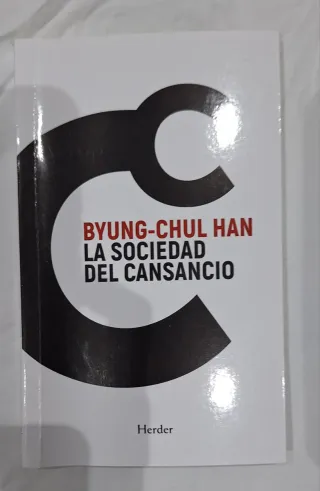 BYUNG-CHUL HAN
LA SOCIEDAD
DEL CANSANCIO
Herder